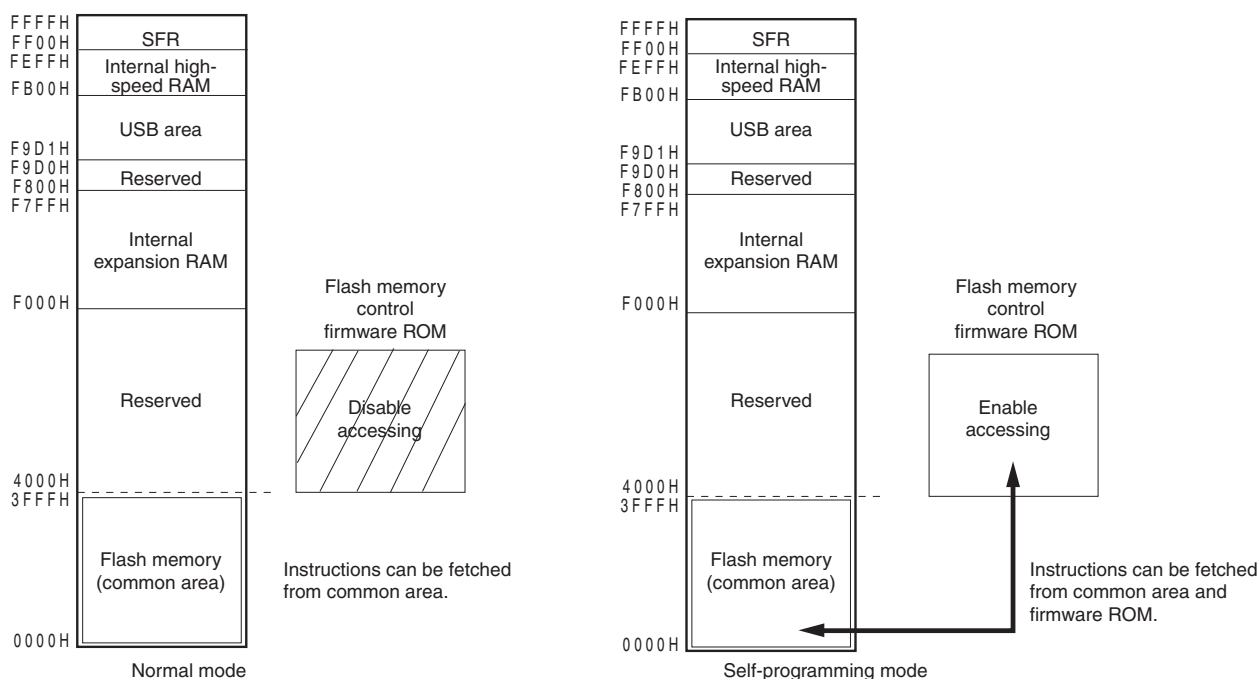 FFFFH
SFR
FF00H
FEFFH
Internal high-
speed RAM
FB00H
USB area
F9D1H
F9D0H
Reserved
F800H
F7FFH
Internal
expansion RAM
F000H
Flash memory
control
firmware ROM
Reserved
Disable
accessing
4000H
3FFFH
Flash memory
(common area)
Instructions can be fetched
from common area.
0000H
Normal mode
FFFFH
SFR
FF00H
FEFFH
Internal high-
speed RAM
FB00H
USB area
F9D1H
F9D0H
Reserved
F800H
F7FFH
Internal
expansion RAM
F000H
Flash memory
control
firmware ROM
Reserved
Enable
accessing
4000H
3FFFH
Flash memory
(common area)
Instructions can be fetched
from common area and
firmware ROM.
0000H
Self-programming mode